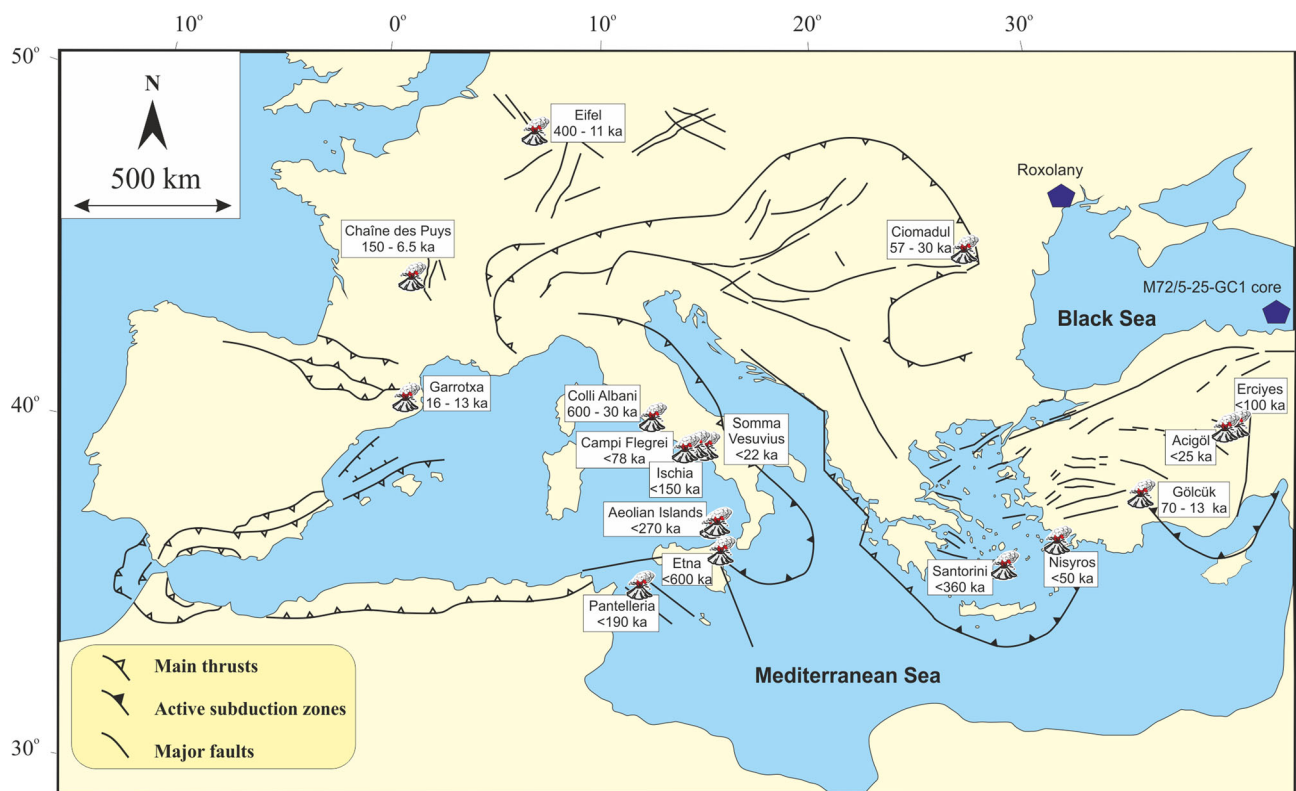 10° 0° 10° 20° 30°
50°
N
500 km
Eifel
400 - 11 ka
Roxolany
Chaîne des Puys
150 - 6.5 ka
Ciomadul
57 - 30 ka
M72/5-25-GC1 core
Black Sea
Garrotxa
16 - 13 ka
40°
Colli Albani
600 - 30 ka
Somma
Vesuvius
<22 ka
Campi Flegrei
<78 ka
Ischia
<150 ka
Erciyes
<100 ka
Acigöl
<25 ka
Gölcük
70 - 13 ka
Aeolian Islands
<270 ka
Etna
<600 ka
Santorini
<360 ka
Nisyros
<50 ka
Pantelleria
<190 ka
Mediterranean Sea
Main thrusts
Active subduction zones
Major faults
30°